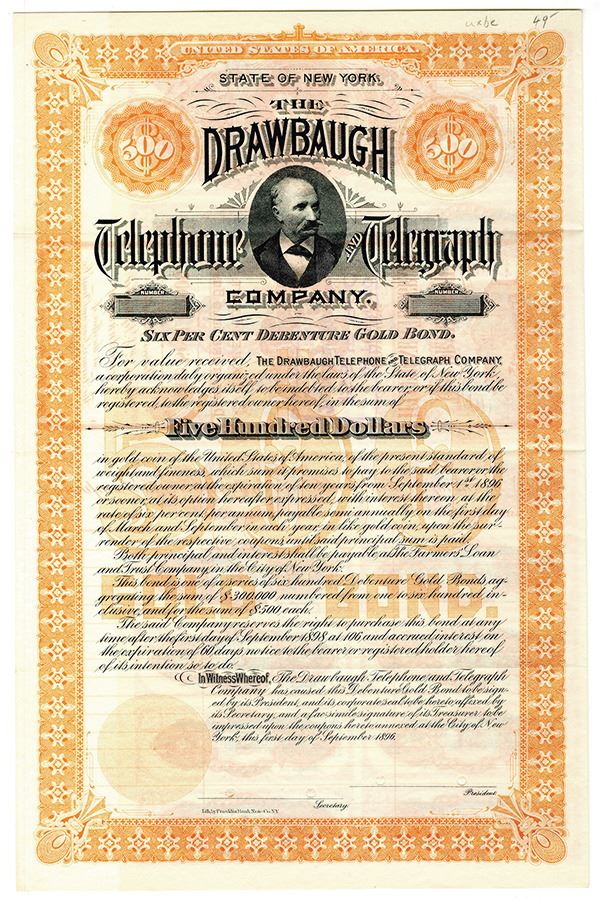 uxbe 49
UNITED STATES OF AMERICA.
STATE OF NEW YORK.
THE
DRAWBAUGH
$500 $500
Telephone AND Telegraph
COMPANY.
NUMBER NUMBER
SIX PER CENT DEBENTURE GOLD BOND.
For value received, THE DRAWBAUGH TELEPHONE AND TELEGRAPH COMPANY,
a corporation duly organized under the laws of the State of New York
hereby acknowledges itself to be indebted to the bearer, or if this bond be
registered, to the registered owner hereof, in the sum of
Five Hundred Dollars
in gold coin of the United States of America, of the present standard of
weight and fineness, which sum it promises to pay to the said bearer or the
registered owner, at the expiration of ten years from September 1st 1896
or sooner, at its option hereafter expressed, with interest thereon at the
rate of six per cent, per annum, payable semi annually, on the first day
of March and September in each year, in like gold coin, upon the sur-
render of the respective coupons, until said principal sum is paid.
Both principal and interest shall be payable at The Farmers' Loan
and Trust Company, in the City of New York.
This bond is one of a series of six hundred Debenture Gold Bonds, ag-
gregating the sum of $300,000 numbered from one to six hundred in-
clusive, and for the sum of $500 each.
The said Company reserves the right to purchase this bond at any
time after the first day of September 1898 at 106 and accrued interest, on
the expiration of 60 days notice to the bearer or registered holder hereof
of its intention so to do.
In Witness Whereof, The Drawbaugh Telephone and Telegraph
Company has caused this Debenture Gold Bond to be sign-
ed by its President, and its corporate seal to be hereto affixed by
its Secretary, and a facsimile signature of its Treasurer to be
impressed upon the coupons hereto annexed at the City of New
York, this first day of September 1896.
President.
Secretary.
Lith. by Franklin Bank Note Co. N.Y.
500
BOND.